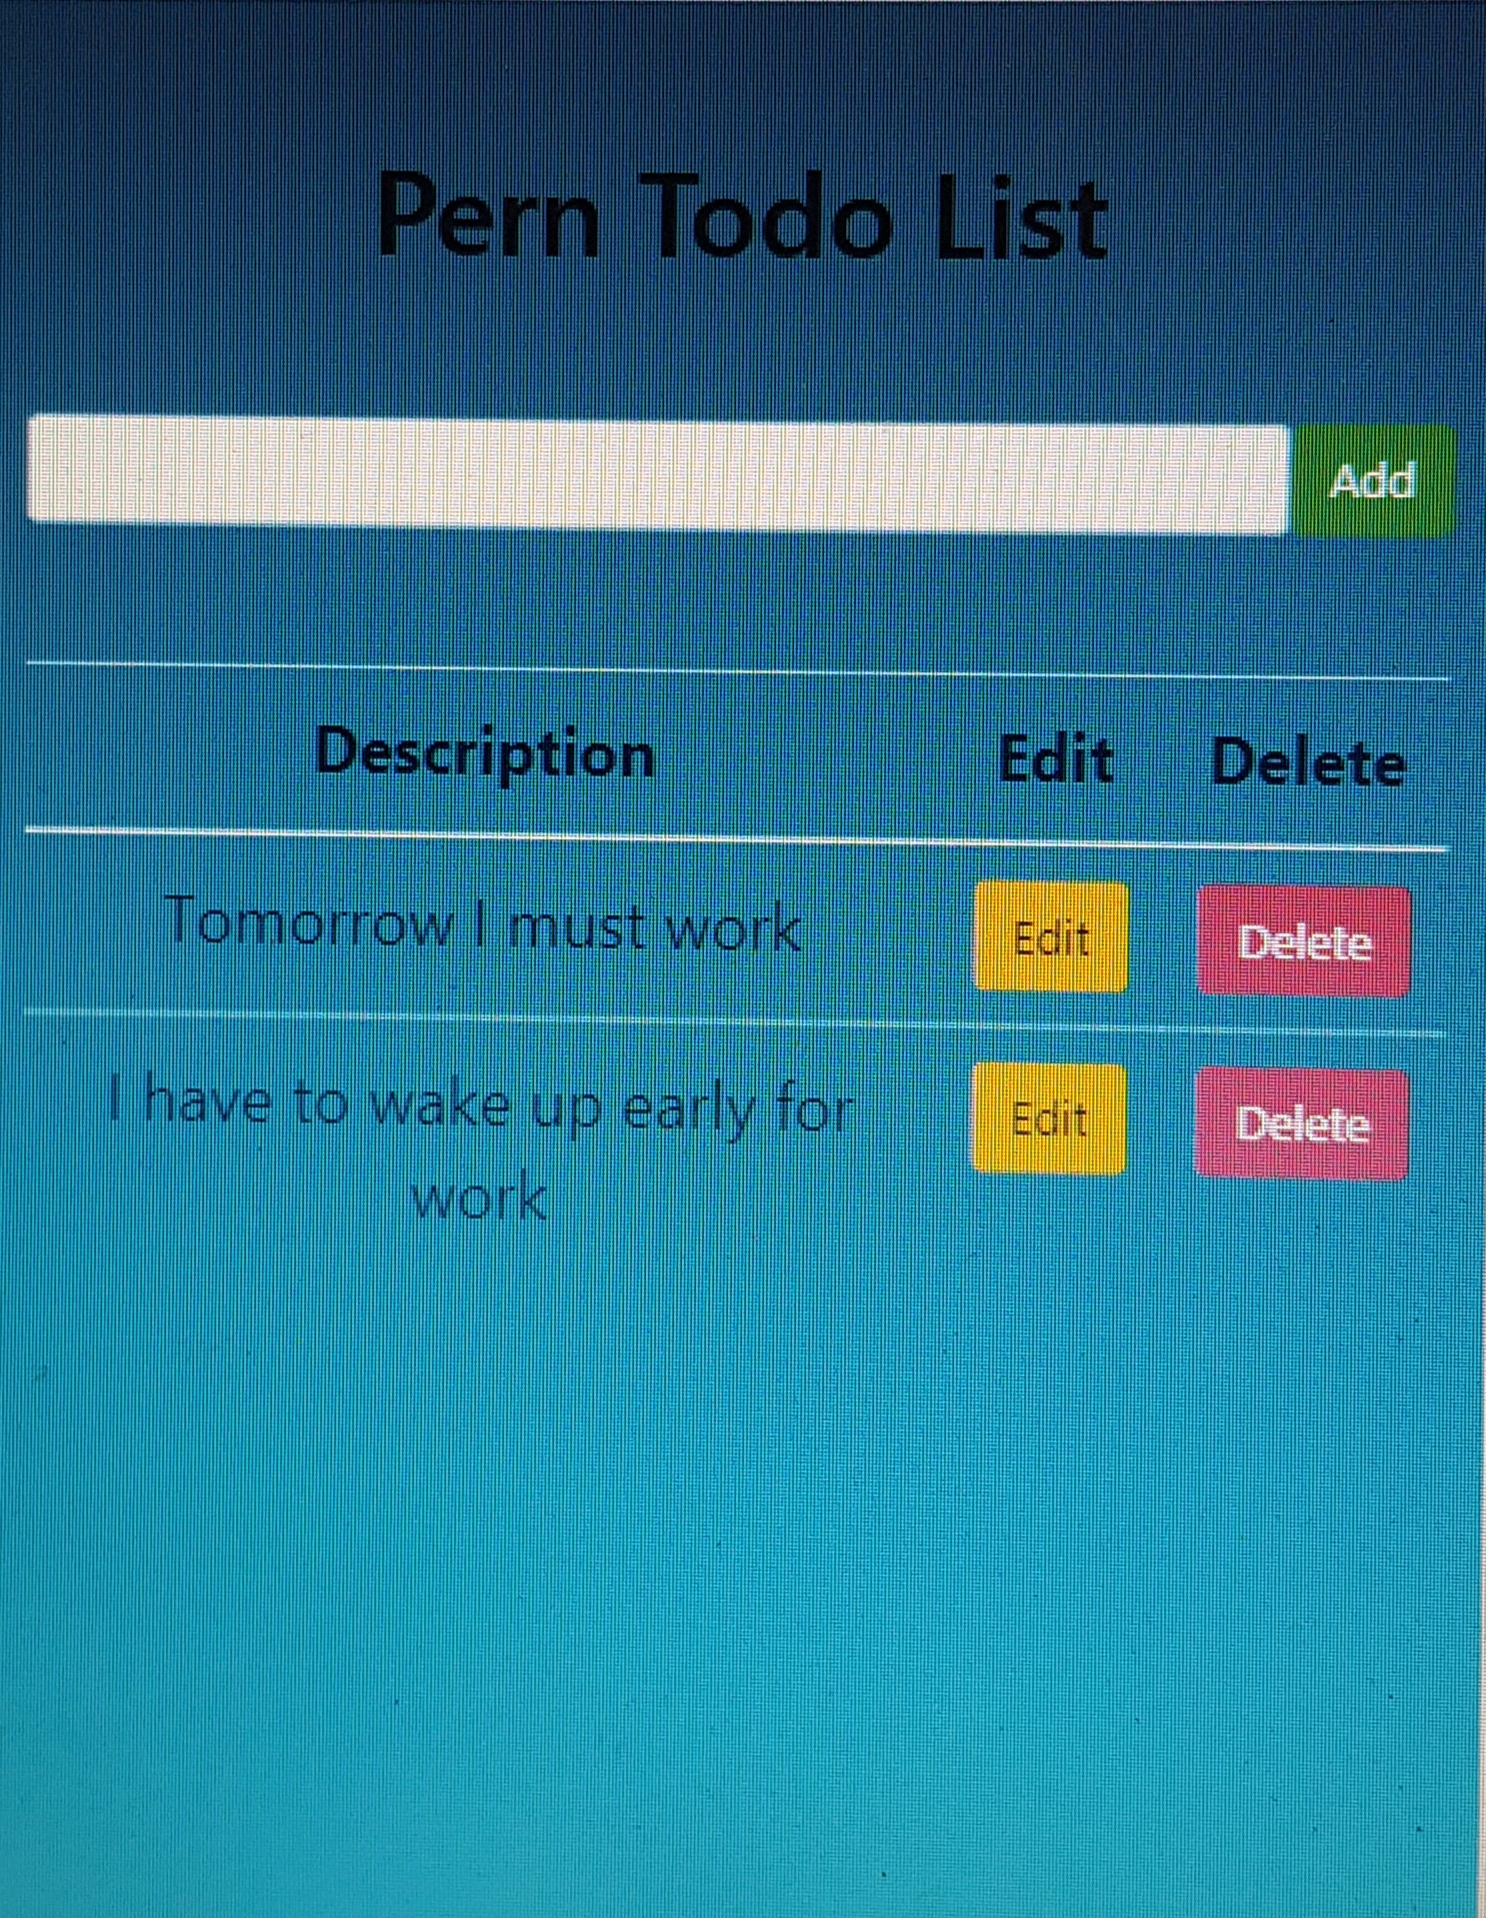 Pern Todo List
Add
Description Edit Delete
Tomorrow I must work Edit Delete
I have to wake up early for Edit Delete
work